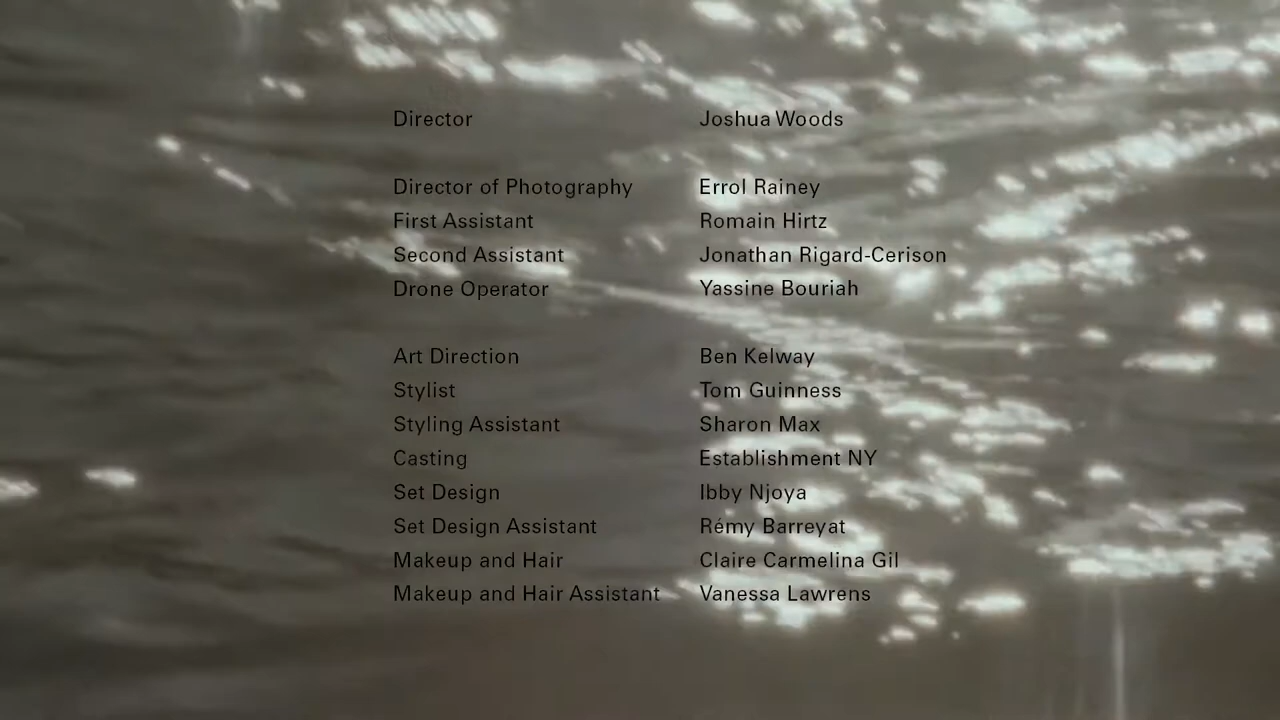 Director Joshua Woods
Director of Photography Errol Rainey
First Assistant Romain Hirtz
Second Assistant Jonathan Rigard-Cerison
Drone Operator Yassine Bouriah
Art Direction Ben Kelway
Stylist Tom Guinness
Styling Assistant Sharon Max
Casting Establishment NY
Set Design Ibby Njoya
Set Design Assistant Rémy Barreyat
Makeup and Hair Claire Carmelina Gil
Makeup and Hair Assistant Vanessa Lawrens